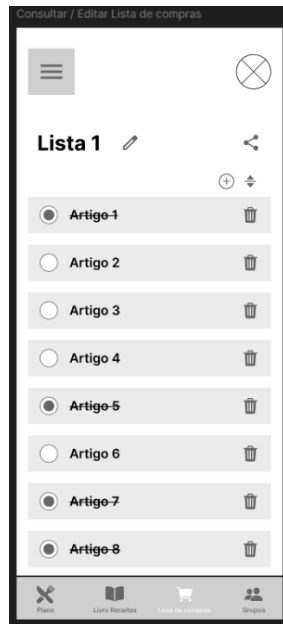 Consultar / Editar Lista de compras
Lista 1
Artigo 1
Artigo 2
Artigo 3
Artigo 4
Artigo 5
Artigo 6
Artigo 7
Artigo 8
Plano Livro Receitas Lista de compras Grupos